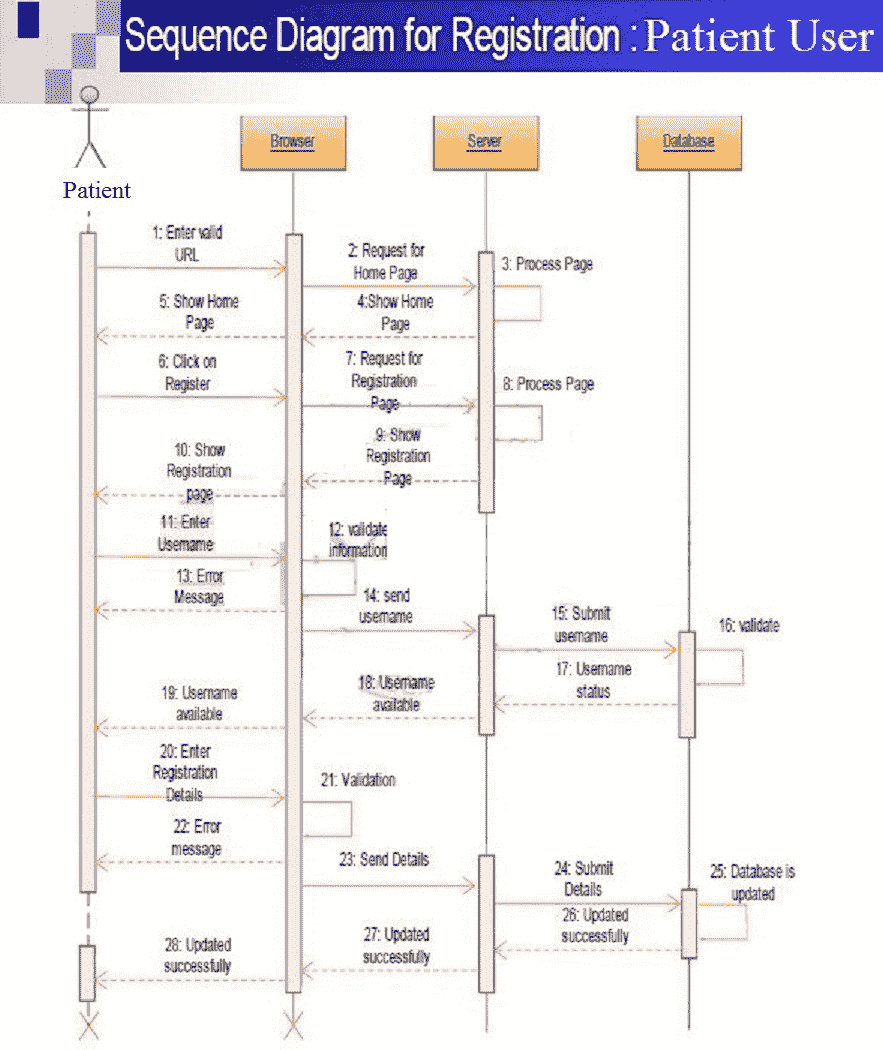 Sequence Diagram for Registration : Patient User
Browser
Server
Database
Patient
1: Enter valid
URL
2: Request for
Home Page
3: Process Page
5: Show Home
Page
4:Show Home
Page
6: Click on
Register
7: Request for
Registration
Page
8: Process Page
10: Show
Registration
page
9: Show
Registration
Page
11: Enter
Username
12: validate
information
13: Error
Message
14: send
username
15: Submit
username
16: validate
17: Username
status
18: Username
available
19: Username
available
20: Enter
Registration
Details
21: Validation
22: Error
message
23: Send Details
24: Submit
Details
25: Database is
updated
26: Updated
successfully
27: Updated
successfully
28: Updated
successfully